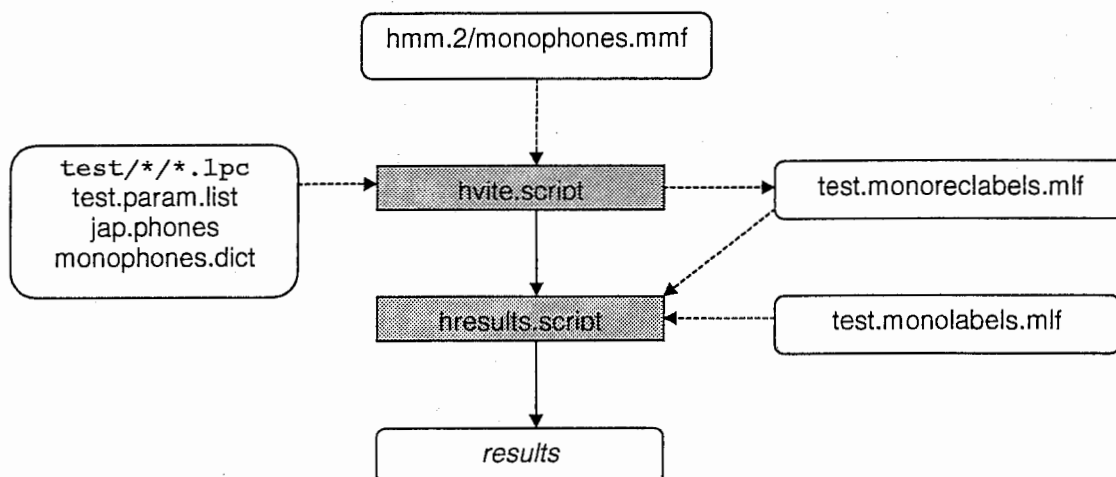 hmm.2/monophones.mmf
test/*/*.lpc
test.param.list
jap.phones
monophones.dict
hvite.script
test.monoreclabels.mlf
hresults.script
test.monolabels.mlf
results